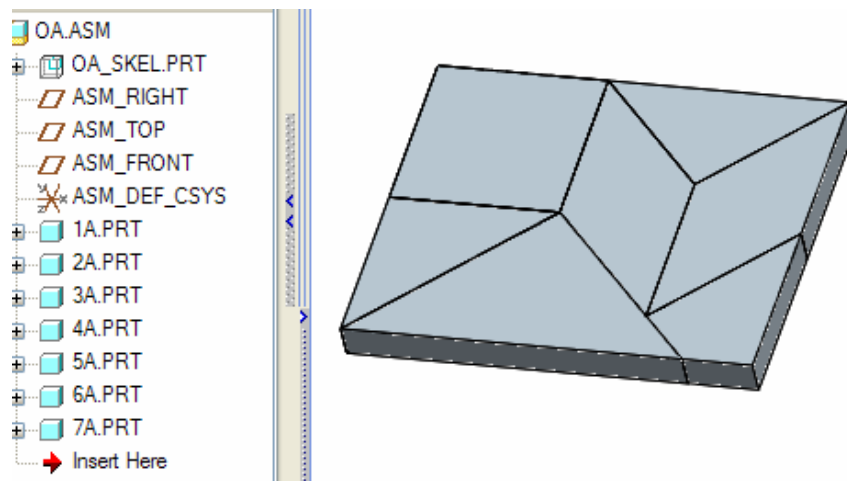 OA.ASM
OA_SKEL.PRT
ASM_RIGHT
ASM_TOP
ASM_FRONT
ASM_DEF_CSYS
1A.PRT
2A.PRT
3A.PRT
4A.PRT
5A.PRT
6A.PRT
7A.PRT
Insert Here